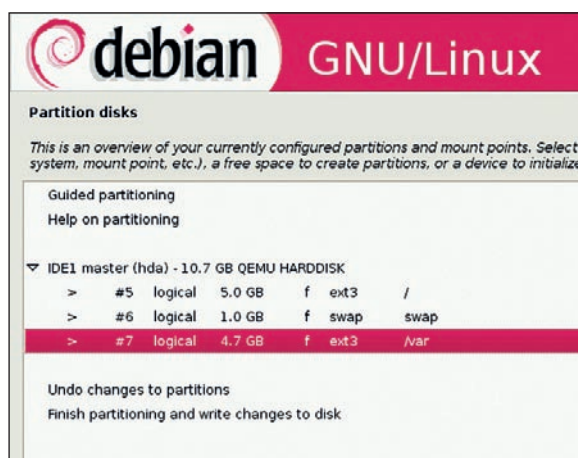 debian GNU/Linux
Partition disks
This is an overview of your currently configured partitions and mount points. Select
system, mount point, etc.), a free space to create partitions, or a device to initialize
Guided partitioning
Help on partitioning
IDE1 master (hda) - 10.7 GB QEMU HARDDISK
> #5 logical 5.0 GB f ext3 /
> #6 logical 1.0 GB f swap swap
> #7 logical 4.7 GB f ext3 /var
Undo changes to partitions
Finish partitioning and write changes to disk